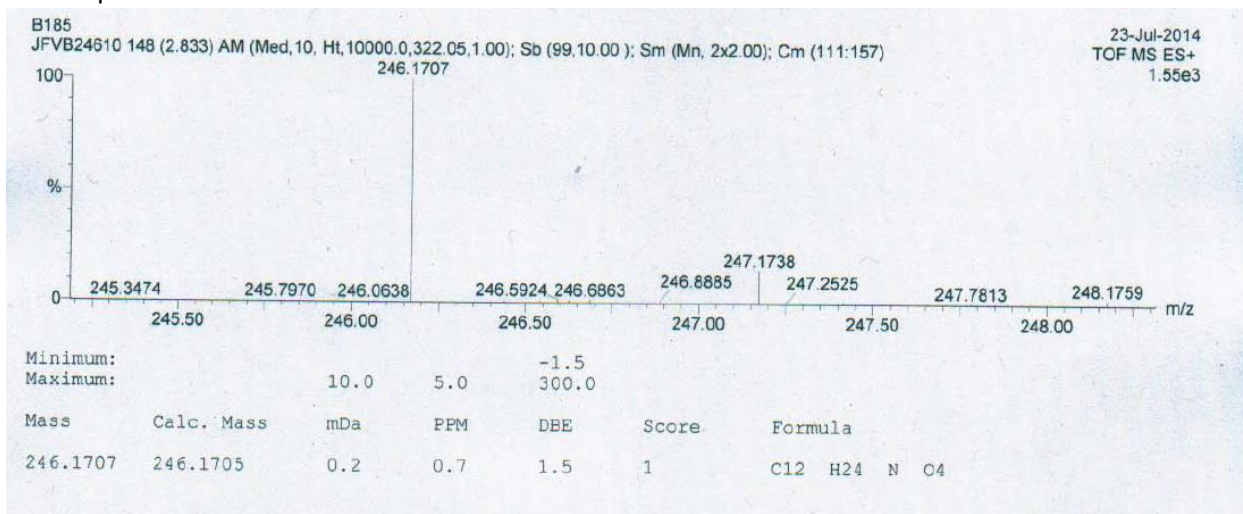 B185
JFVB24610 148 (2.833) AM (Med,10, Ht,10000.0,322.05,1.00); Sb (99,10.00 ); Sm (Mn, 2x2.00); Cm (111:157)
23-Jul-2014
TOF MS ES+
1.55e3
100
246.1707
%
247.1738
0
245.3474
245.7970
246.0638
246.5924
246.6863
246.8885
247.2525
247.7813
248.1759
m/z
245.50
246.00
246.50
247.00
247.50
248.00
Minimum: -1.5
Maximum: 10.0 5.0 300.0
Mass Calc. Mass mDa PPM DBE Score Formula
246.1707 246.1705 0.2 0.7 1.5 1 C12 H24 N O4